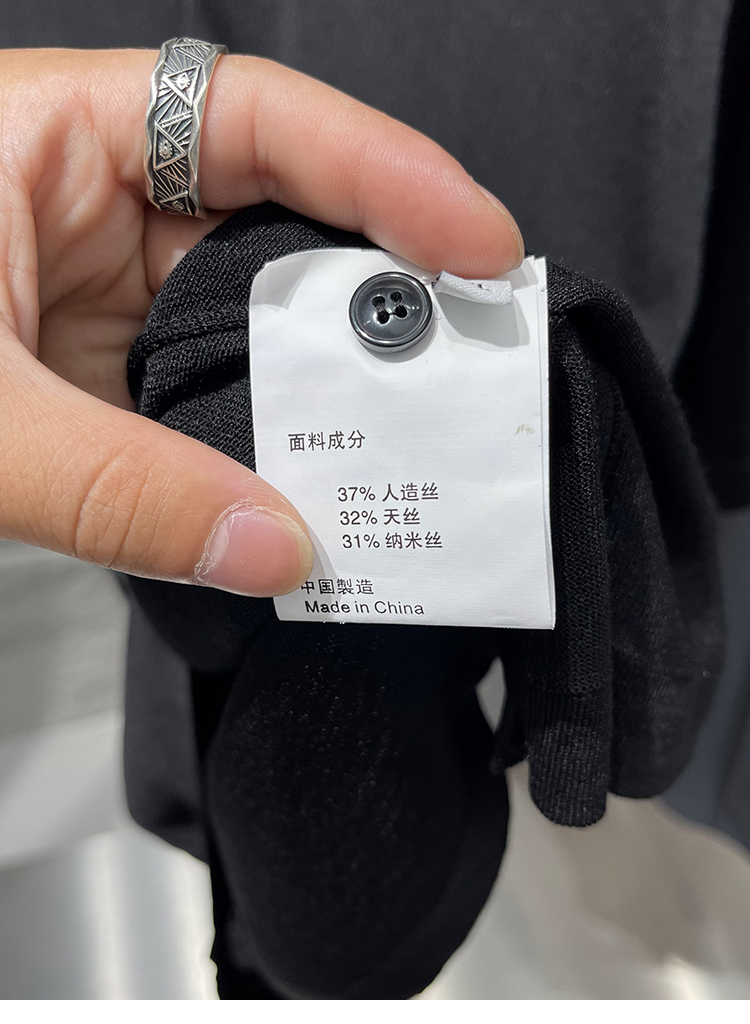 面料成分
37% 人造丝
32% 天丝
31% 纳米丝
中国製造
Made in China